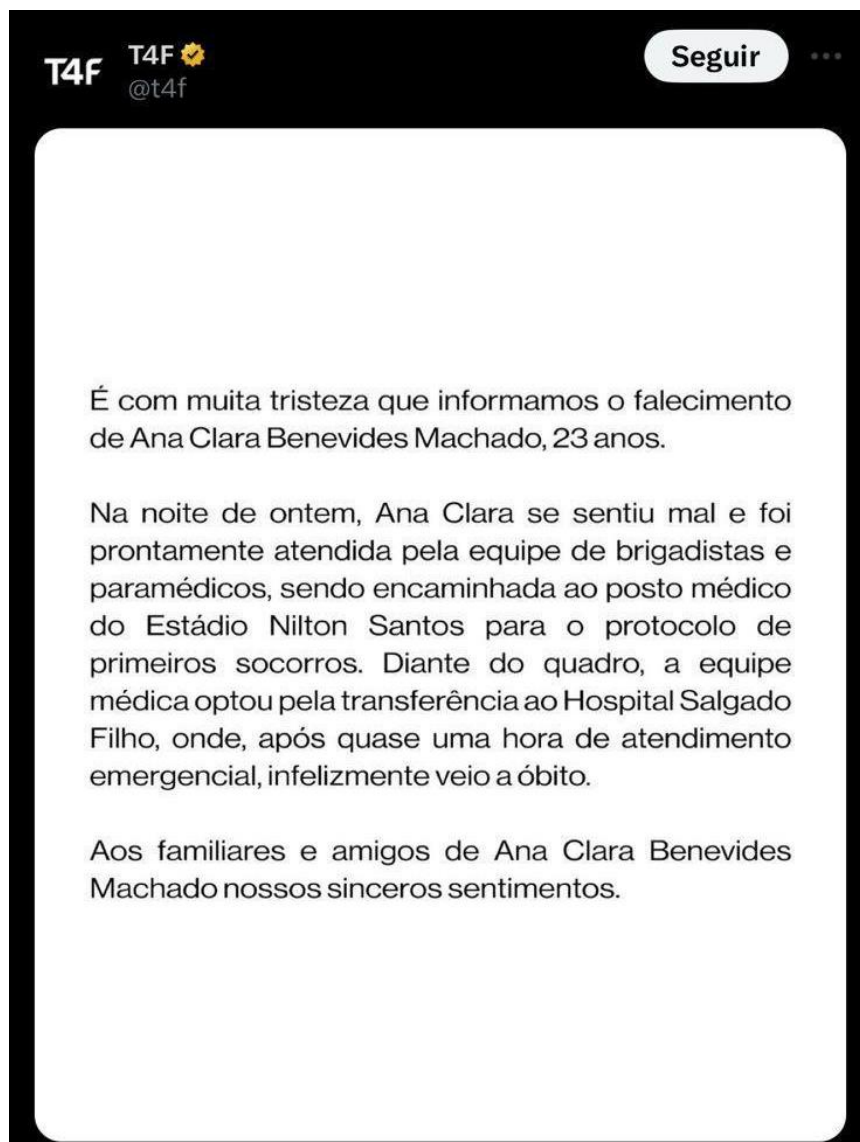 T4F
T4F
@t4f
Seguir
É com muita tristeza que informamos o falecimento
de Ana Clara Benevides Machado, 23 anos.
Na noite de ontem, Ana Clara se sentiu mal e foi
prontamente atendida pela equipe de brigadistas e
paramédicos, sendo encaminhada ao posto médico
do Estádio Nilton Santos para o protocolo de
primeiros socorros. Diante do quadro, a equipe
médica optou pela transferência ao Hospital Salgado
Filho, onde, após quase uma hora de atendimento
emergencial, infelizmente veio a óbito.
Aos familiares e amigos de Ana Clara Benevides
Machado nossos sinceros sentimentos.